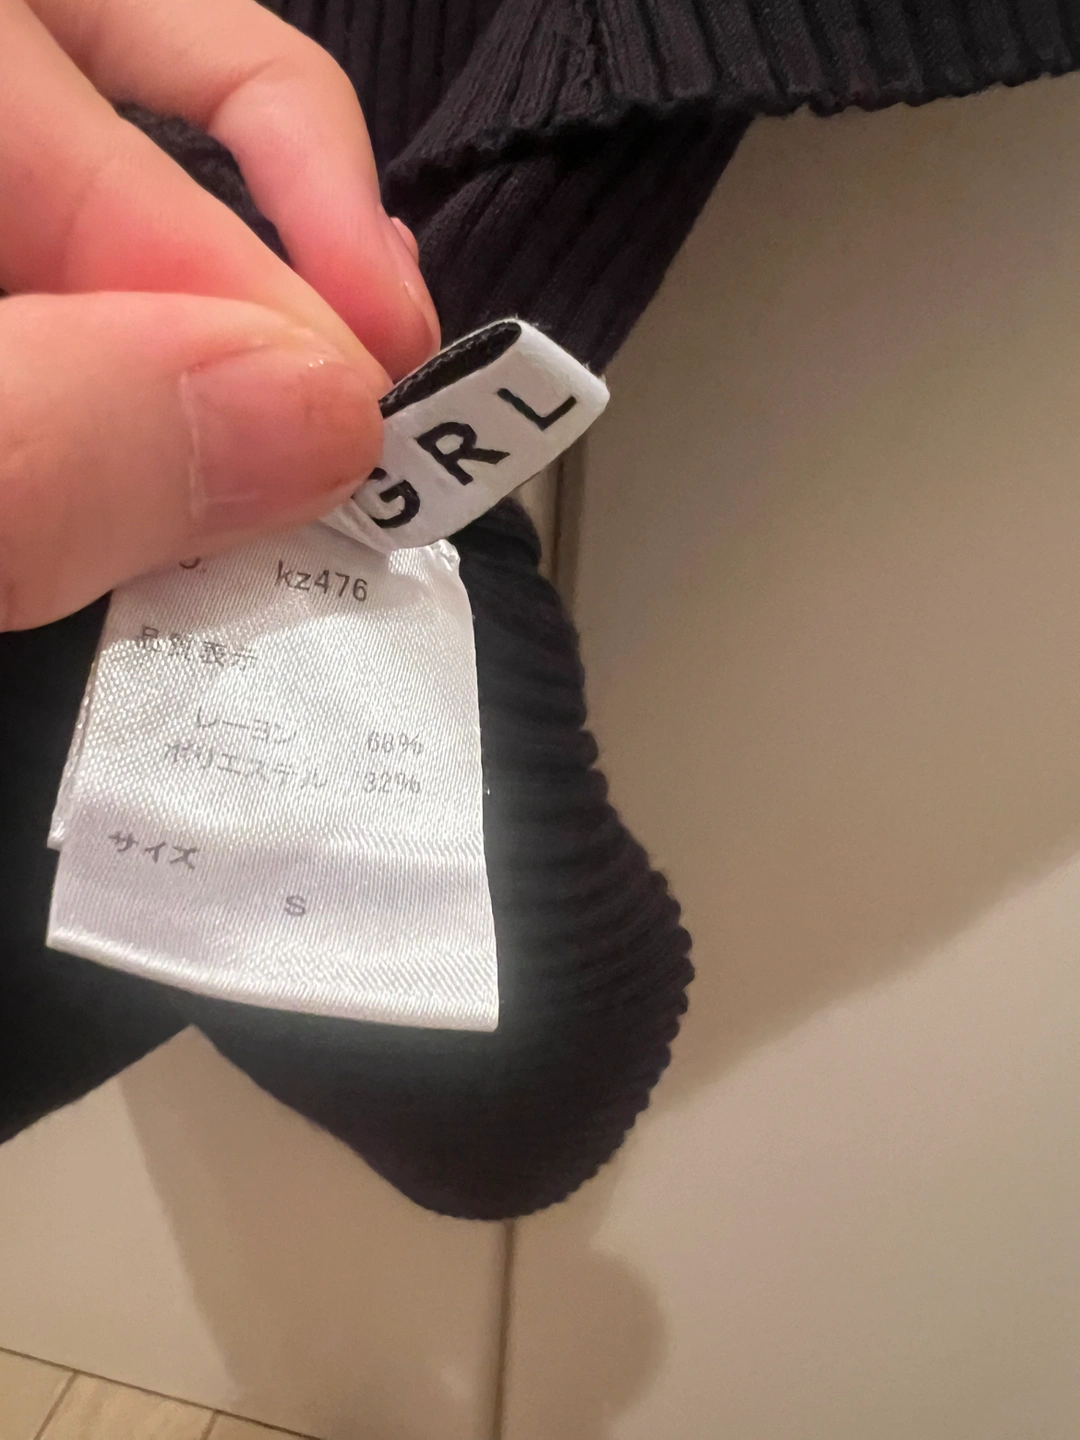 GRL
kz476
品質表示
レーヨン 68%
ポリエステル 32%
サイズ
S